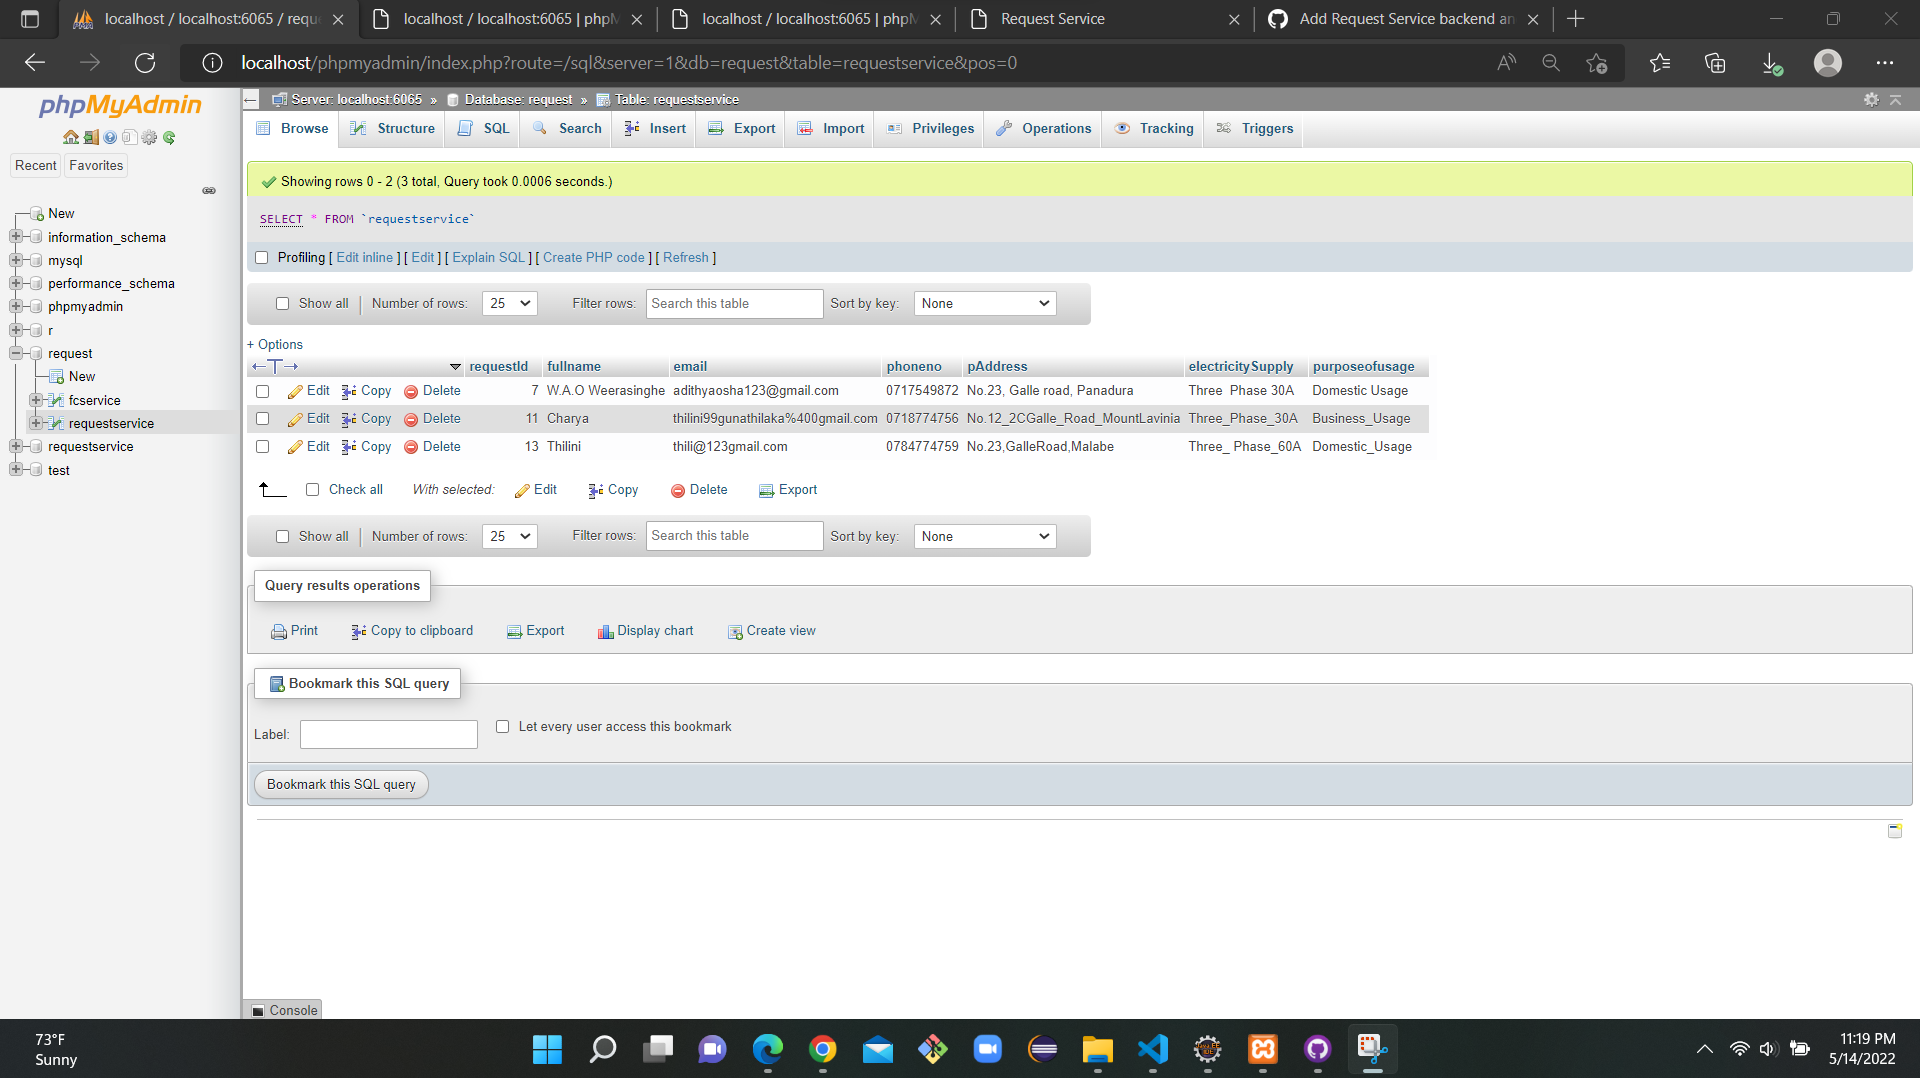 localhost / localhost:6065 / requ
localhost / localhost:6065 | phpM
localhost / localhost:6065 | phpM
Request Service
Add Request Service backend an
localhost/phpmyadmin/index.php?route=/sql&server=1&db=request&table=requestservice&pos=0
phpMyAdmin
Recent
Favorites
New
information_schema
mysql
performance_schema
phpmyadmin
r
request
New
fcservice
requestservice
requestservice
test
Server: localhost:6065 » Database: request » Table: requestservice
Browse Structure SQL Search Insert Export Import Privileges Operations Tracking Triggers
Showing rows 0 - 2 (3 total, Query took 0.0006 seconds.)
SELECT * FROM `requestservice`
Profiling [ Edit inline ] [ Edit ] [ Explain SQL ] [ Create PHP code ] [ Refresh ]
Show all | Number of rows: 25 Filter rows: Search this table Sort by key: None
+ Options
←T→ requestId fullname email phoneno pAddress electricitySupply purposeofusage
Edit Copy Delete 7 W.A.O Weerasinghe adithyaosha123@gmail.com 0717549872 No.23, Galle road, Panadura Three_Phase 30A Domestic Usage
Edit Copy Delete 11 Charya thilini99gunathilaka%400gmail.com 0718774756 No.12_2CGalle_Road_MountLavinia Three_Phase_30A Business_Usage
Edit Copy Delete 13 Thilini thili@123gmail.com 0784774759 No.23,GalleRoad,Malabe Three_ Phase_60A Domestic_Usage
Check all With selected: Edit Copy Delete Export
Show all | Number of rows: 25 Filter rows: Search this table Sort by key: None
Query results operations
Print Copy to clipboard Export Display chart Create view
Bookmark this SQL query
Label: Let every user access this bookmark
Bookmark this SQL query
Console
73°F
Sunny
11:19 PM
5/14/2022